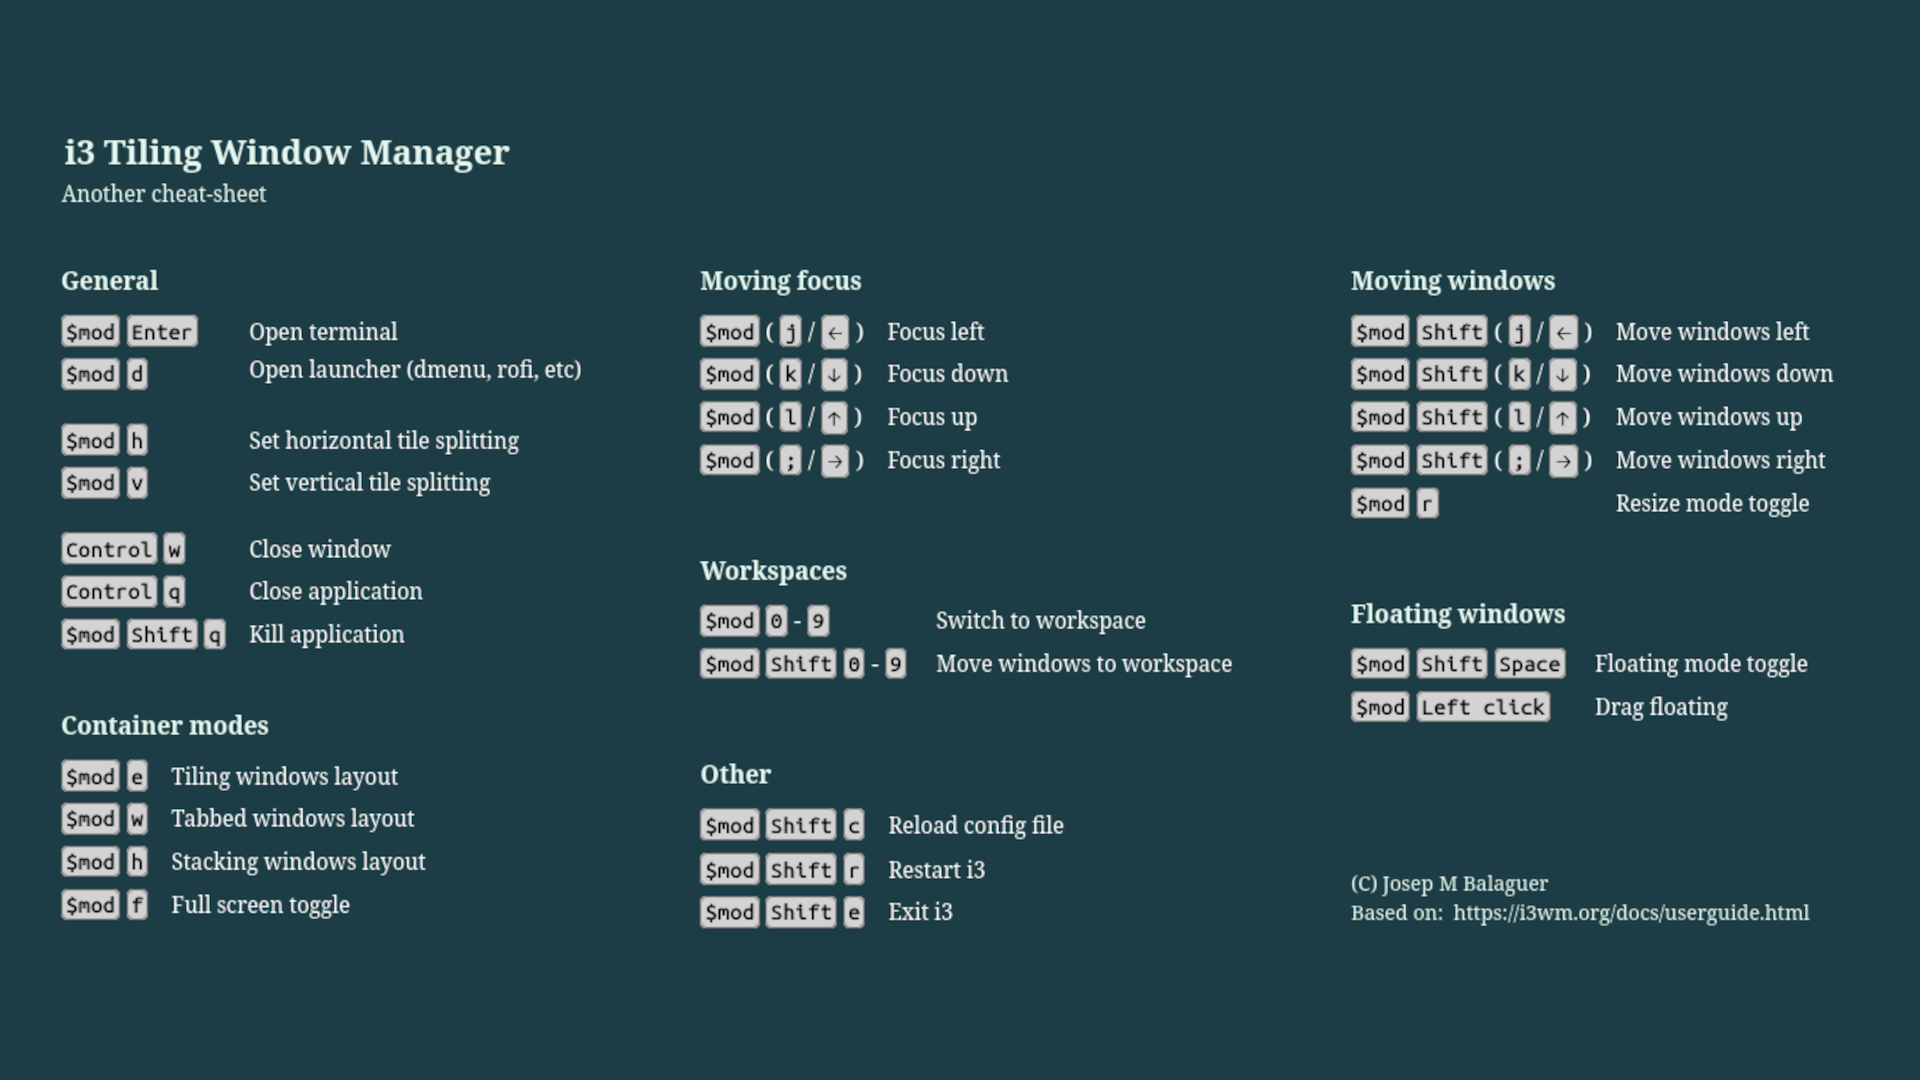 i3 Tiling Window Manager
Another cheat-sheet
General
$mod Enter Open terminal
$mod d Open launcher (dmenu, rofi, etc)
$mod h Set horizontal tile splitting
$mod v Set vertical tile splitting
Control w Close window
Control q Close application
$mod Shift q Kill application
Container modes
$mod e Tiling windows layout
$mod w Tabbed windows layout
$mod h Stacking windows layout
$mod f Full screen toggle
Moving focus
$mod ( j / ← ) Focus left
$mod ( k / ↓ ) Focus down
$mod ( l / ↑ ) Focus up
$mod ( ; / → ) Focus right
Workspaces
$mod 0 - 9 Switch to workspace
$mod Shift 0 - 9 Move windows to workspace
Other
$mod Shift c Reload config file
$mod Shift r Restart i3
$mod Shift e Exit i3
Moving windows
$mod Shift ( j / ← ) Move windows left
$mod Shift ( k / ↓ ) Move windows down
$mod Shift ( l / ↑ ) Move windows up
$mod Shift ( ; / → ) Move windows right
$mod r Resize mode toggle
Floating windows
$mod Shift Space Floating mode toggle
$mod Left click Drag floating
(C) Josep M Balaguer
Based on: https://i3wm.org/docs/userguide.html